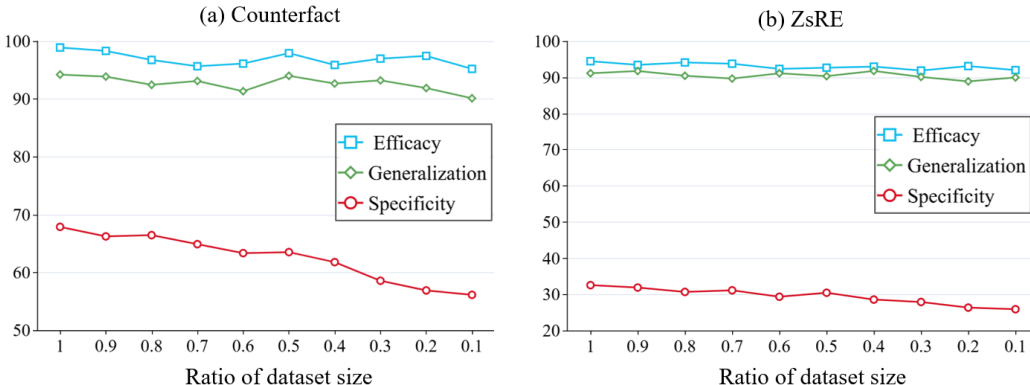 (a) Counterfact
100
90
80
70
60
50
Efficacy
Generalization
Specificity
1 0.9 0.8 0.7 0.6 0.5 0.4 0.3 0.2 0.1
Ratio of dataset size
(b) ZsRE
100
90
80
70
60
50
40
30
20
Efficacy
Generalization
Specificity
1 0.9 0.8 0.7 0.6 0.5 0.4 0.3 0.2 0.1
Ratio of dataset size